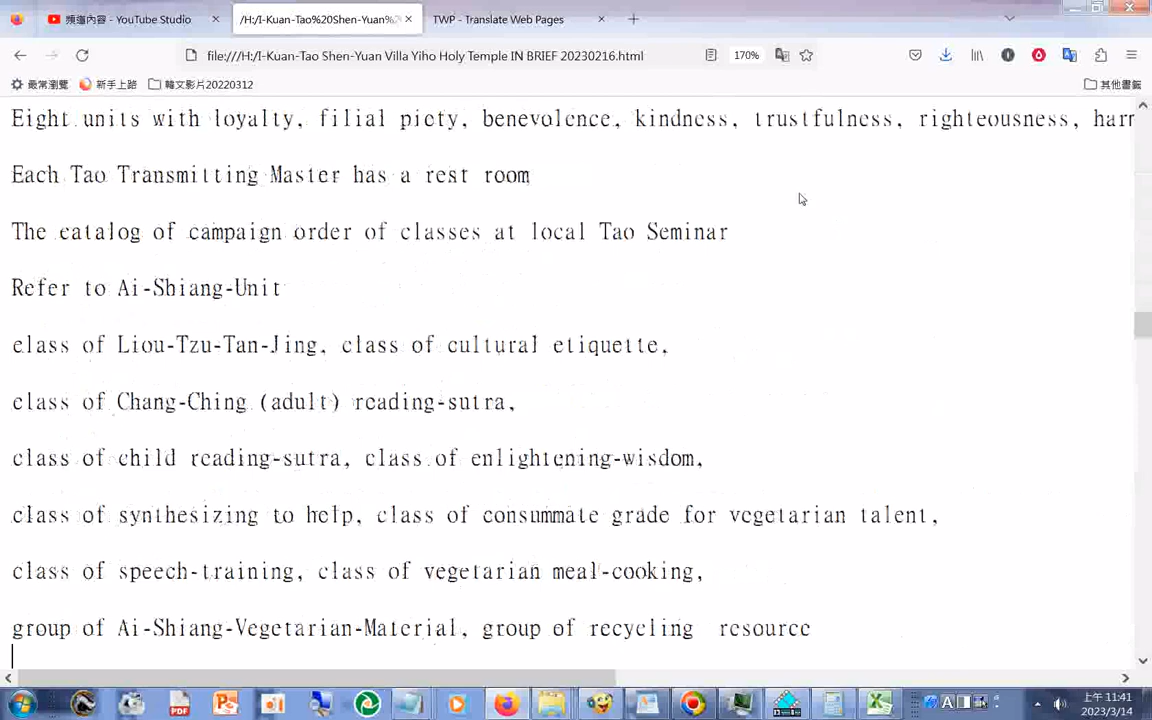 頻道內容 - YouTube Studio
/H:/I-Kuan-Tao%20Shen-Yuan%2
TWP - Translate Web Pages
file:///H:/I-Kuan-Tao Shen-Yuan Villa Yiho Holy Temple IN BRIEF 20230216.html
170%
最常瀏覽
新手上路
韓文影片20220312
其他書籤
Eight units with loyalty, filial piety, benevolence, kindness, trustfulness, righteousness, harm
Each Tao Transmitting Master has a rest room
The catalog of campaign order of classes at local Tao Seminar
Refer to Ai-Shiang-Unit
class of Liou-Tzu-Tan-Jing, class of cultural etiquette,
class of Chang-Ching (adult) reading-sutra,
class of child reading-sutra, class of enlightening-wisdom,
class of synthesizing to help, class of consummate grade for vegetarian talent,
class of speech-training, class of vegetarian meal-cooking,
group of Ai-Shiang-Vegetarian-Material, group of recycling resource
上午 11:41
2023/3/14